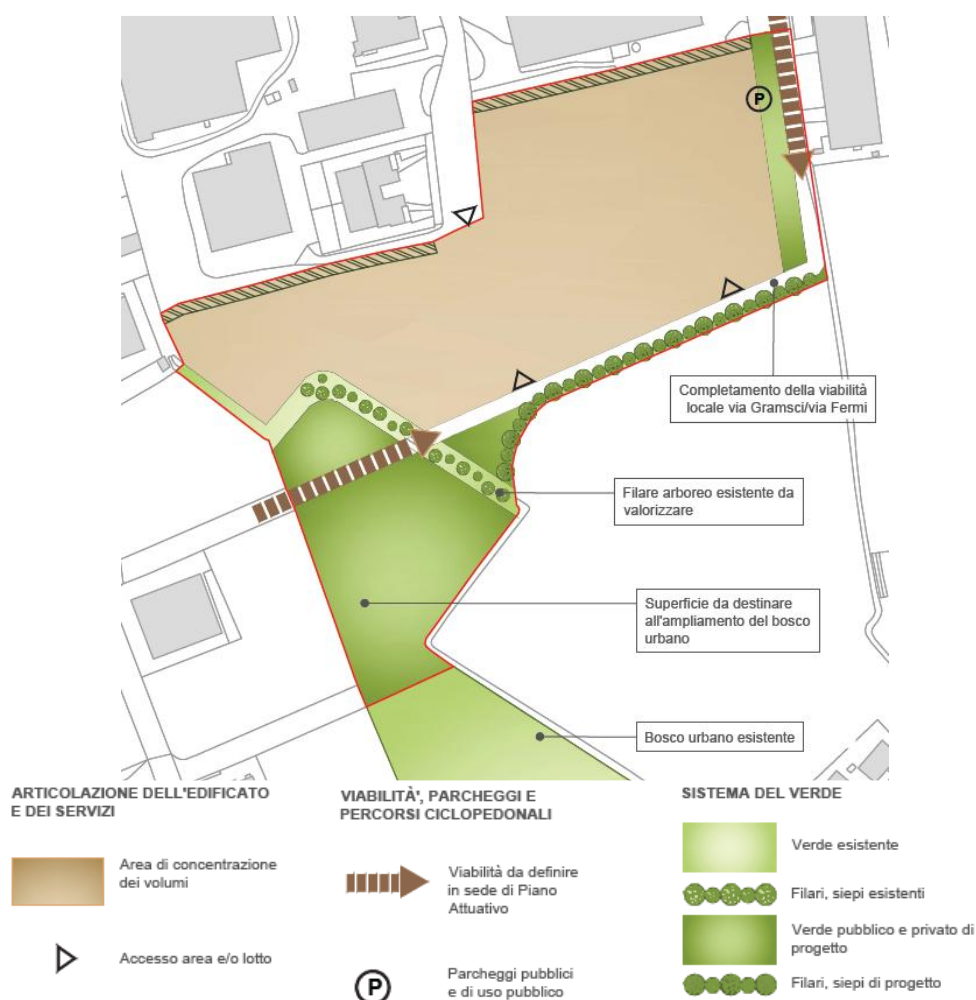 P
Completamento della viabilità
locale via Gramsci/via Fermi
Filare arboreo esistente da
valorizzare
Superficie da destinare
all'ampliamento del bosco
urbano
Bosco urbano esistente
ARTICOLAZIONE DELL'EDIFICATO
E DEI SERVIZI
Area di concentrazione
dei volumi
Accesso area e/o lotto
VIABILITÀ', PARCHEGGI E
PERCORSI CICLOPEDONALI
Viabilità da definire
in sede di Piano
Attuativo
P
Parcheggi pubblici
e di uso pubblico
SISTEMA DEL VERDE
Verde esistente
Filari, siepi esistenti
Verde pubblico e privato di
progetto
Filari, siepi di progetto